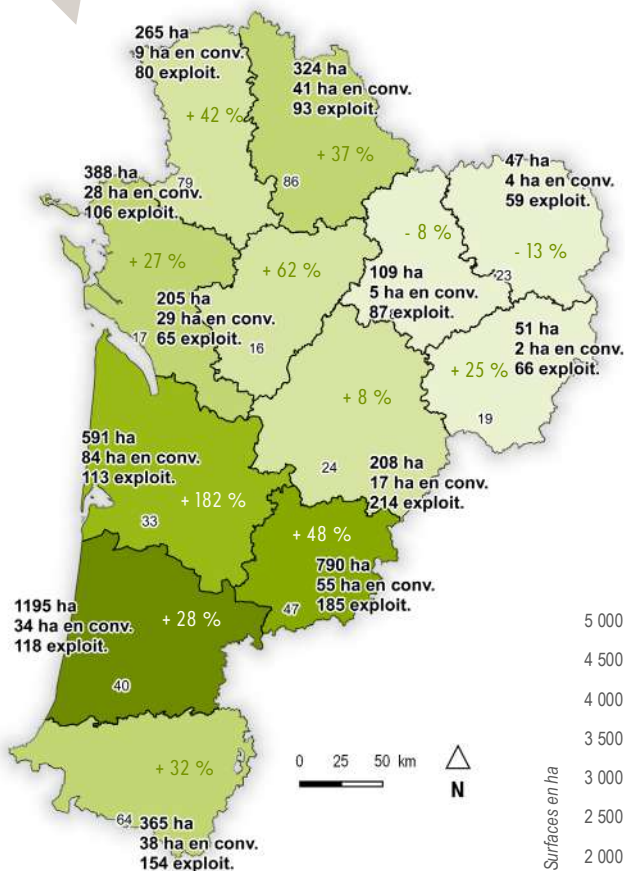 265 ha
9 ha en conv.
80 exploit.
+ 42 %
79
324 ha
41 ha en conv.
93 exploit.
+ 37 %
86
47 ha
4 ha en conv.
59 exploit.
- 13 %
23
388 ha
28 ha en conv.
106 exploit.
+ 27 %
17
205 ha
29 ha en conv.
65 exploit.
+ 62 %
16
- 8 %
109 ha
5 ha en conv.
87 exploit.
51 ha
2 ha en conv.
66 exploit.
+ 25 %
19
+ 8 %
24
208 ha
17 ha en conv.
214 exploit.
591 ha
84 ha en conv.
113 exploit.
+ 182 %
33
+ 48 %
790 ha
55 ha en conv.
185 exploit.
47
1195 ha
34 ha en conv.
118 exploit.
+ 28 %
40
+ 32 %
64
365 ha
38 ha en conv.
154 exploit.
0 25 50 km
N
Surfaces en ha
5 000
4 500
4 000
3 500
3 000
2 500
2 000